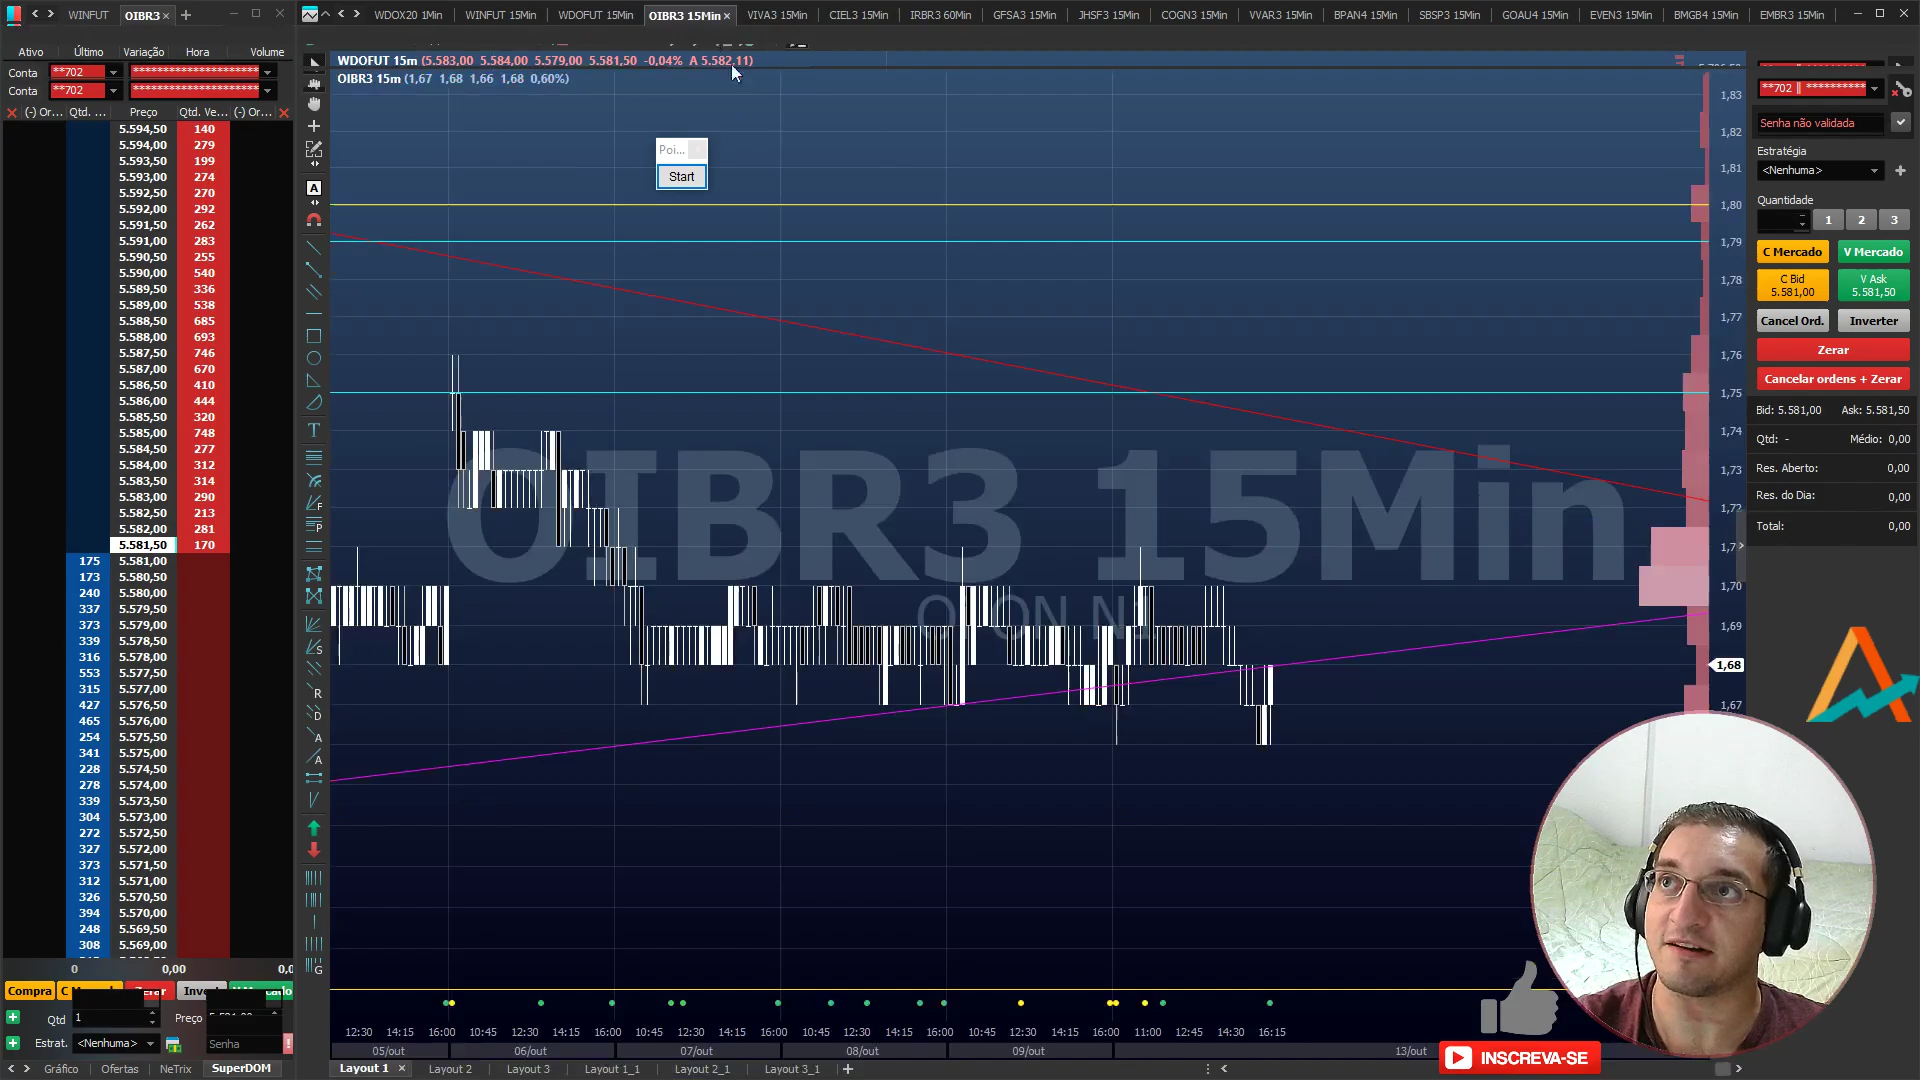 WINFUT OIBR3 × +
WDOX20 1Min WINFUT 15Min WDOFUT 15Min OIBR3 15Min × VIVA3 15Min CIEL3 15Min IRBR3 60Min GFSA3 15Min JHSF3 15Min COGN3 15Min VVAR3 15Min BPAN4 15Min SBSP3 15Min GOAU4 15Min EVEN3 15Min BMGB4 15Min EMBR3 15Min
Ativo Último Variação Hora Volume
Conta **702
Conta **702
(-) Or... Qtd. ... Preço Qtd. Ve... (-) Or...
5.594,50 140
5.594,00 279
5.593,50 199
5.593,00 274
5.592,50 270
5.592,00 292
5.591,50 262
5.591,00 283
5.590,50 255
5.590,00 540
5.589,50 336
5.589,00 538
5.588,50 685
5.588,00 693
5.587,50 746
5.587,00 670
5.586,50 410
5.586,00 444
5.585,50 320
5.585,00 748
5.584,50 277
5.584,00 312
5.583,50 314
5.583,00 290
5.582,50 213
5.582,00 281
5.581,50 170
175 5.581,00
173 5.580,50
240 5.580,00
337 5.579,50
373 5.579,00
339 5.578,50
316 5.578,00
553 5.577,50
315 5.577,00
427 5.576,50
465 5.576,00
254 5.575,50
341 5.575,00
228 5.574,50
278 5.574,00
339 5.573,50
304 5.573,00
272 5.572,50
327 5.572,00
373 5.571,50
312 5.571,00
326 5.570,50
394 5.570,00
248 5.569,50
308 5.569,00
0 0,00
Compra
Qtd 1 Preço
Estrat. <Nenhuma> Senha
Gráfico Ofertas NeTrix SuperDOM
WDOFUT 15m (5.583,00 5.584,00 5.579,00 5.581,50 -0,04% A 5.582,11)
OIBR3 15m (1,67 1,68 1,66 1,68 0,60%)
Poi...
Start
OIBR3 15Min
OI ON N1
1,83
1,82
1,81
1,80
1,79
1,78
1,77
1,76
1,75
1,74
1,73
1,72
1,70
1,69
1,68
1,67
12:30 14:15 16:00 10:45 12:30 14:15 16:00 10:45 12:30 14:15 16:00 10:45 12:30 14:15 16:00 10:45 12:30 14:15 16:00 11:00 12:45 14:30 16:15
05/out 06/out 07/out 08/out 09/out 13/out
Layout 1 × Layout 2 Layout 3 Layout 1_1 Layout 2_1 Layout 3_1 +
**702 | **********
Senha não validada
Estratégia
<Nenhuma>
Quantidade
1 2 3
C Mercado V Mercado
C Bid V Ask
5.581,00 5.581,50
Cancel Ord. Inverter
Zerar
Cancelar ordens + Zerar
Bid: 5.581,00 Ask: 5.581,50
Qtd: - Médio: 0,00
Res. Aberto: 0,00
Res. do Dia: 0,00
Total: 0,00
INSCREVA-SE